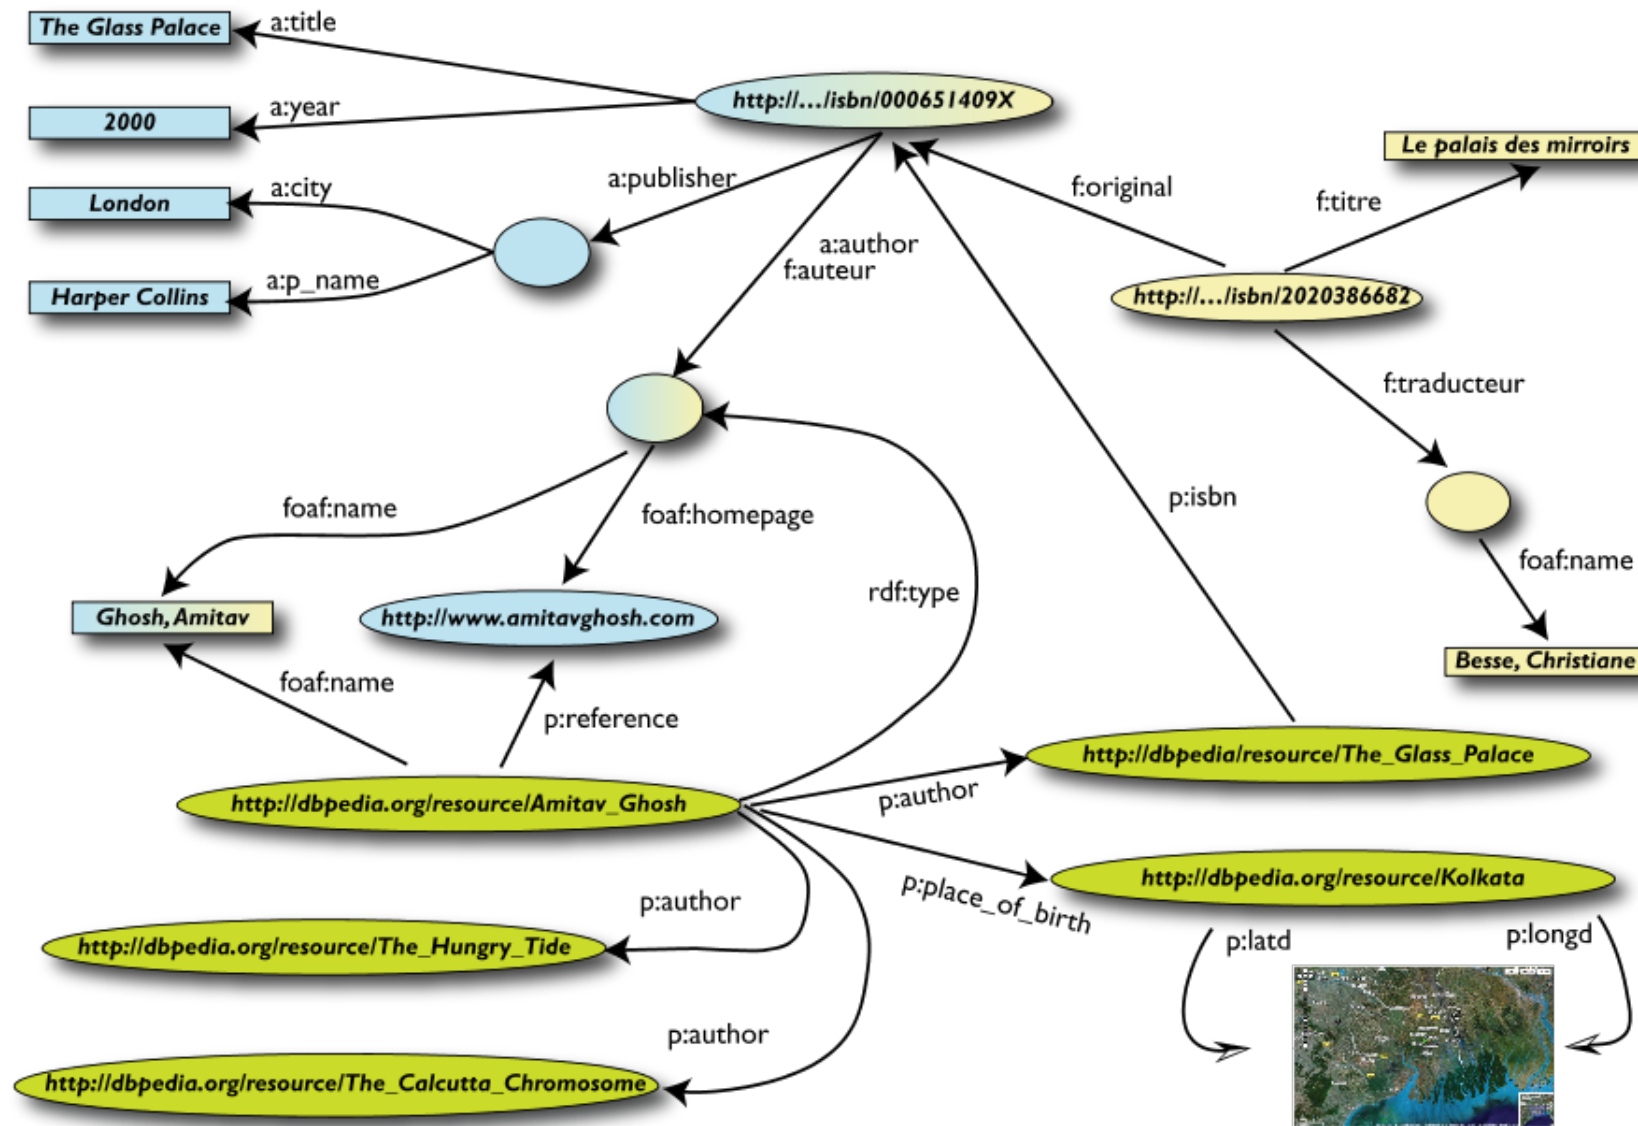 The Glass Palace
a:title
http://.../isbn/000651409X
2000
a:year
Le palais des mirroirs
London
a:city
a:publisher
f:original
f:titre
a:author
f:auteur
Harper Collins
a:p_name
http://.../isbn/2020386682
f:traducteur
foaf:name
foaf:homepage
p:isbn
foaf:name
rdf:type
Ghosh, Amitav
http://www.amitavghosh.com
Besse, Christiane
foaf:name
p:reference
http://dbpedia/resource/The_Glass_Palace
http://dbpedia.org/resource/Amitav_Ghosh
p:author
http://dbpedia.org/resource/Kolkata
p:place_of_birth
p:author
http://dbpedia.org/resource/The_Hungry_Tide
p:latd
p:longd
p:author
http://dbpedia.org/resource/The_Calcutta_Chromosome